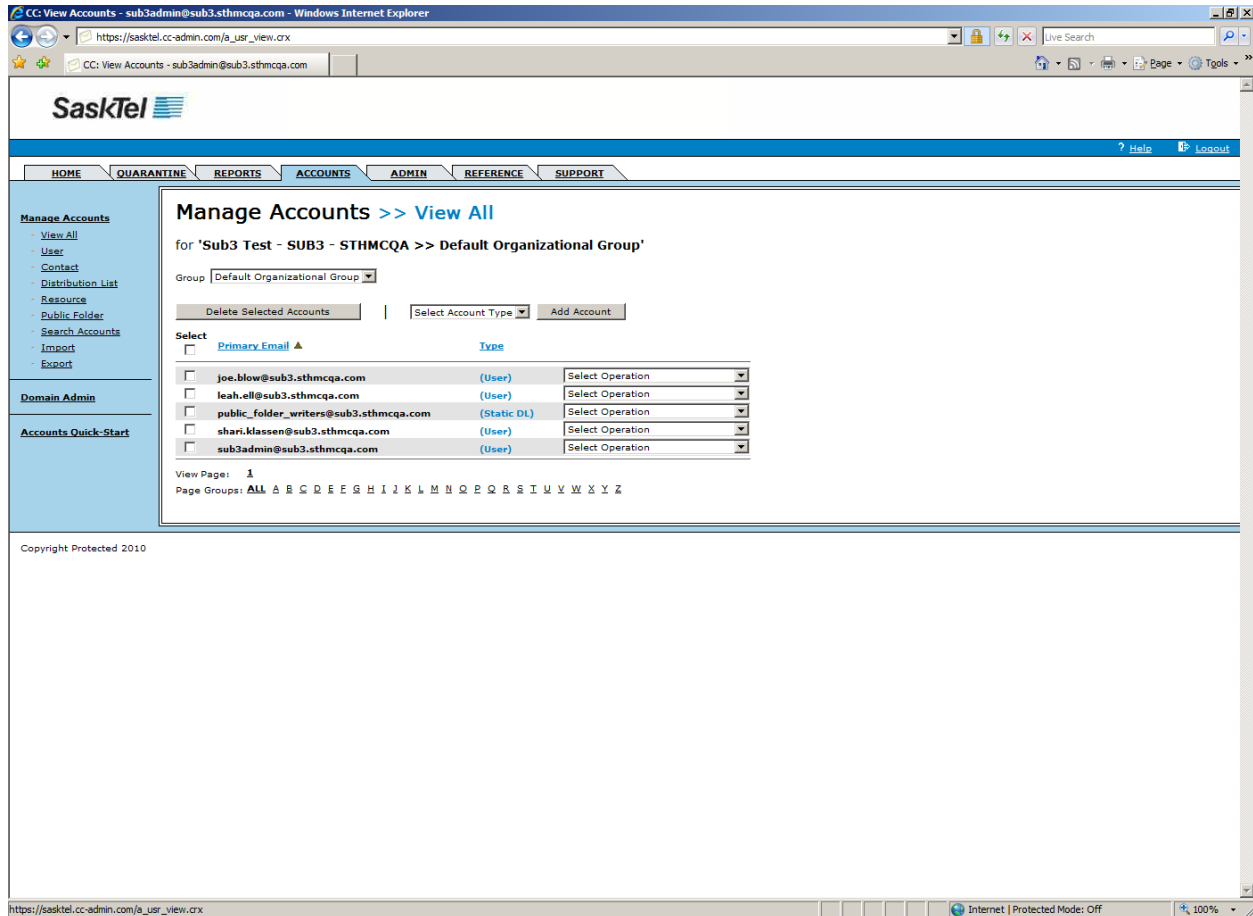 CC: View Accounts - sub3admin@sub3.sthmcqa.com - Windows Internet Explorer
https://sasktel.cc-admin.com/a_usr_view.crx
Live Search
CC: View Accounts - sub3admin@sub3.sthmcqa.com
Page Tools »
SaskTel
? Help Logout
HOME QUARANTINE REPORTS ACCOUNTS ADMIN REFERENCE SUPPORT
Manage Accounts
- View All
- User
- Contact
- Distribution List
- Resource
- Public Folder
- Search Accounts
- Import
- Export
Domain Admin
Accounts Quick-Start
Manage Accounts >> View All
for 'Sub3 Test - SUB3 - STHMCQA >> Default Organizational Group'
Group Default Organizational Group
Delete Selected Accounts | Select Account Type Add Account
Select Primary Email Type
joe.blow@sub3.sthmcqa.com (User) Select Operation
leah.ell@sub3.sthmcqa.com (User) Select Operation
public_folder_writers@sub3.sthmcqa.com (Static DL) Select Operation
shari.klassen@sub3.sthmcqa.com (User) Select Operation
sub3admin@sub3.sthmcqa.com (User) Select Operation
View Page: 1
Page Groups: ALL A B C D E F G H I J K L M N O P Q R S T U V W X Y Z
Copyright Protected 2010
https://sasktel.cc-admin.com/a_usr_view.crx
Internet | Protected Mode: Off
100%